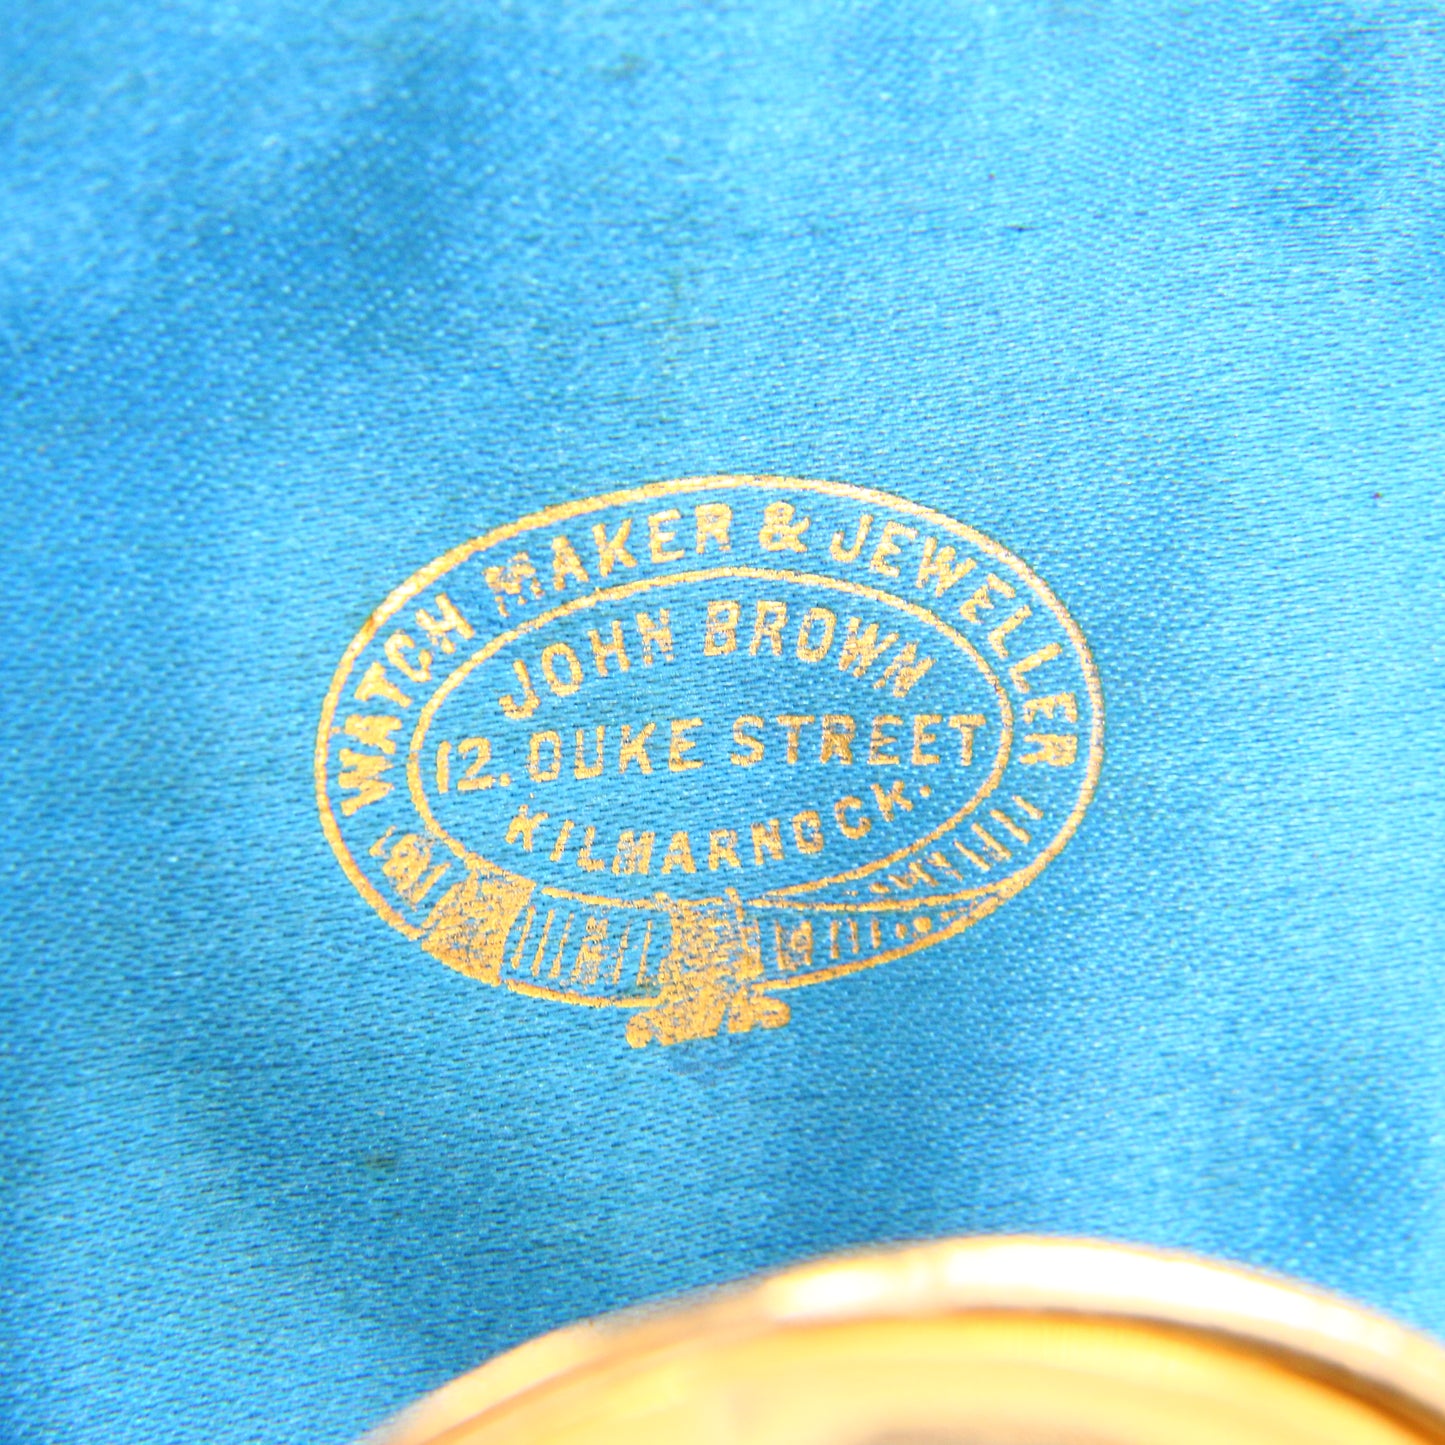 WATCH MAKER & JEWELLER
JOHN BROWN
12. DUKE STREET
KILMARNOCK.